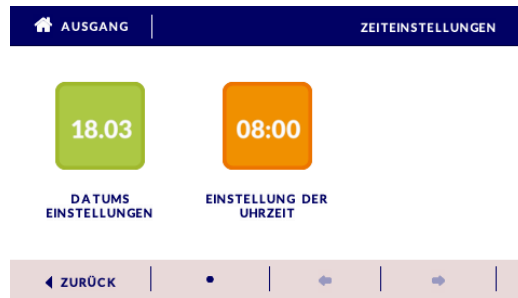 AUSGANG
ZEITEINSTELLUNGEN
18.03
08:00
DATUMS
EINSTELLUNGEN
EINSTELLUNG DER
UHRZEIT
ZURÜCK